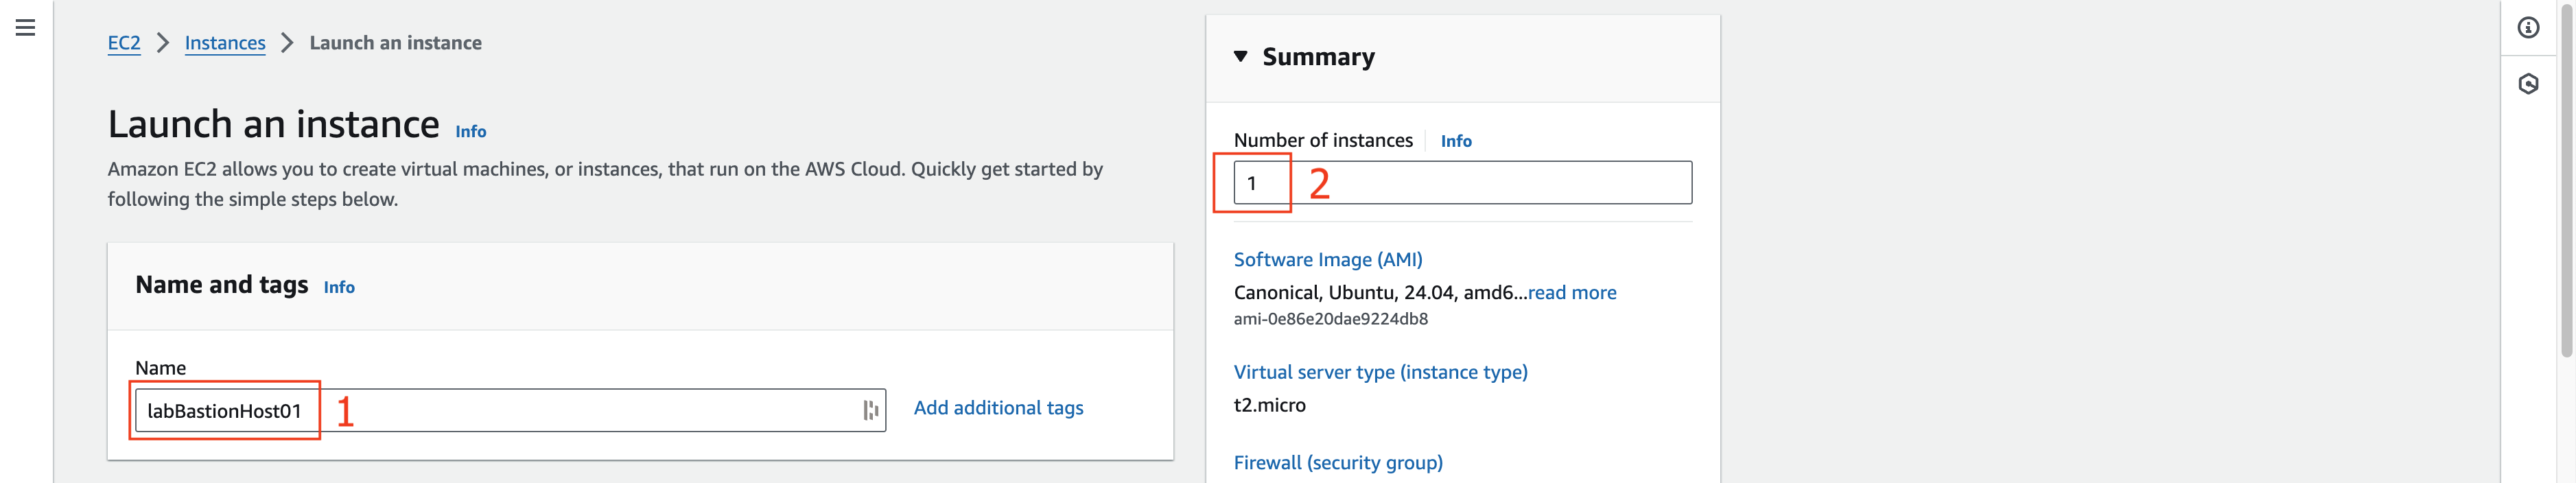 EC2 > Instances > Launch an instance
Launch an instance Info
Amazon EC2 allows you to create virtual machines, or instances, that run on the AWS Cloud. Quickly get started by
following the simple steps below.
Name and tags Info
Name
labBastionHost01 1
Add additional tags
Summary
Number of instances Info
1 2
Software Image (AMI)
Canonical, Ubuntu, 24.04, amd6...read more
ami-0e86e20dae9224db8
Virtual server type (instance type)
t2.micro
Firewall (security group)